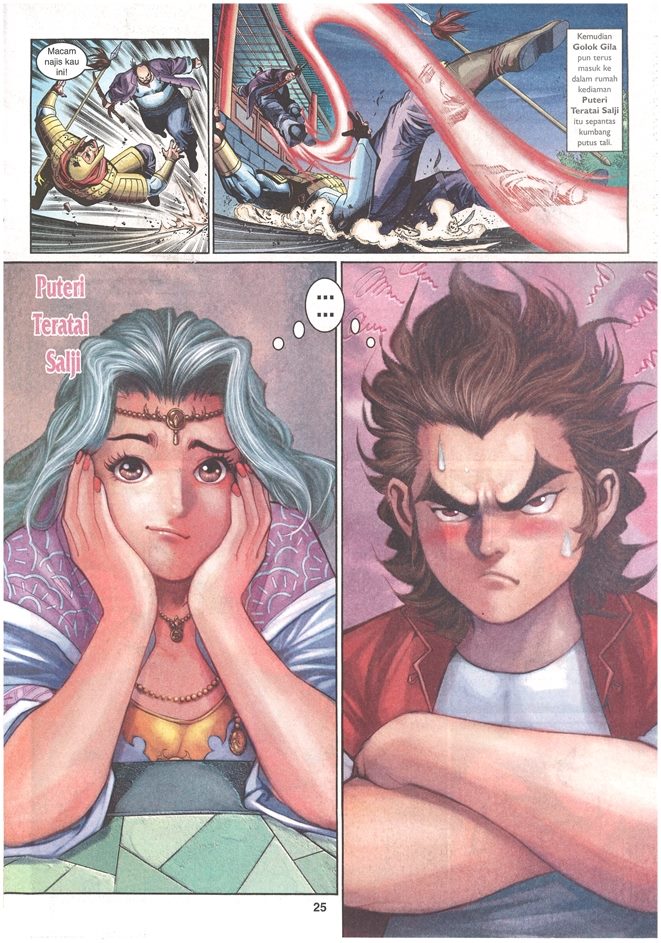 Macam
najis kau
ini!
Kemudian
Golok Gila
pun terus
masuk ke
dalam rumah
kediaman
Puteri
Teratai Salji
itu sepantas
kumbang
putus tali.
Puteri
Teratai
Salji
...
...
25